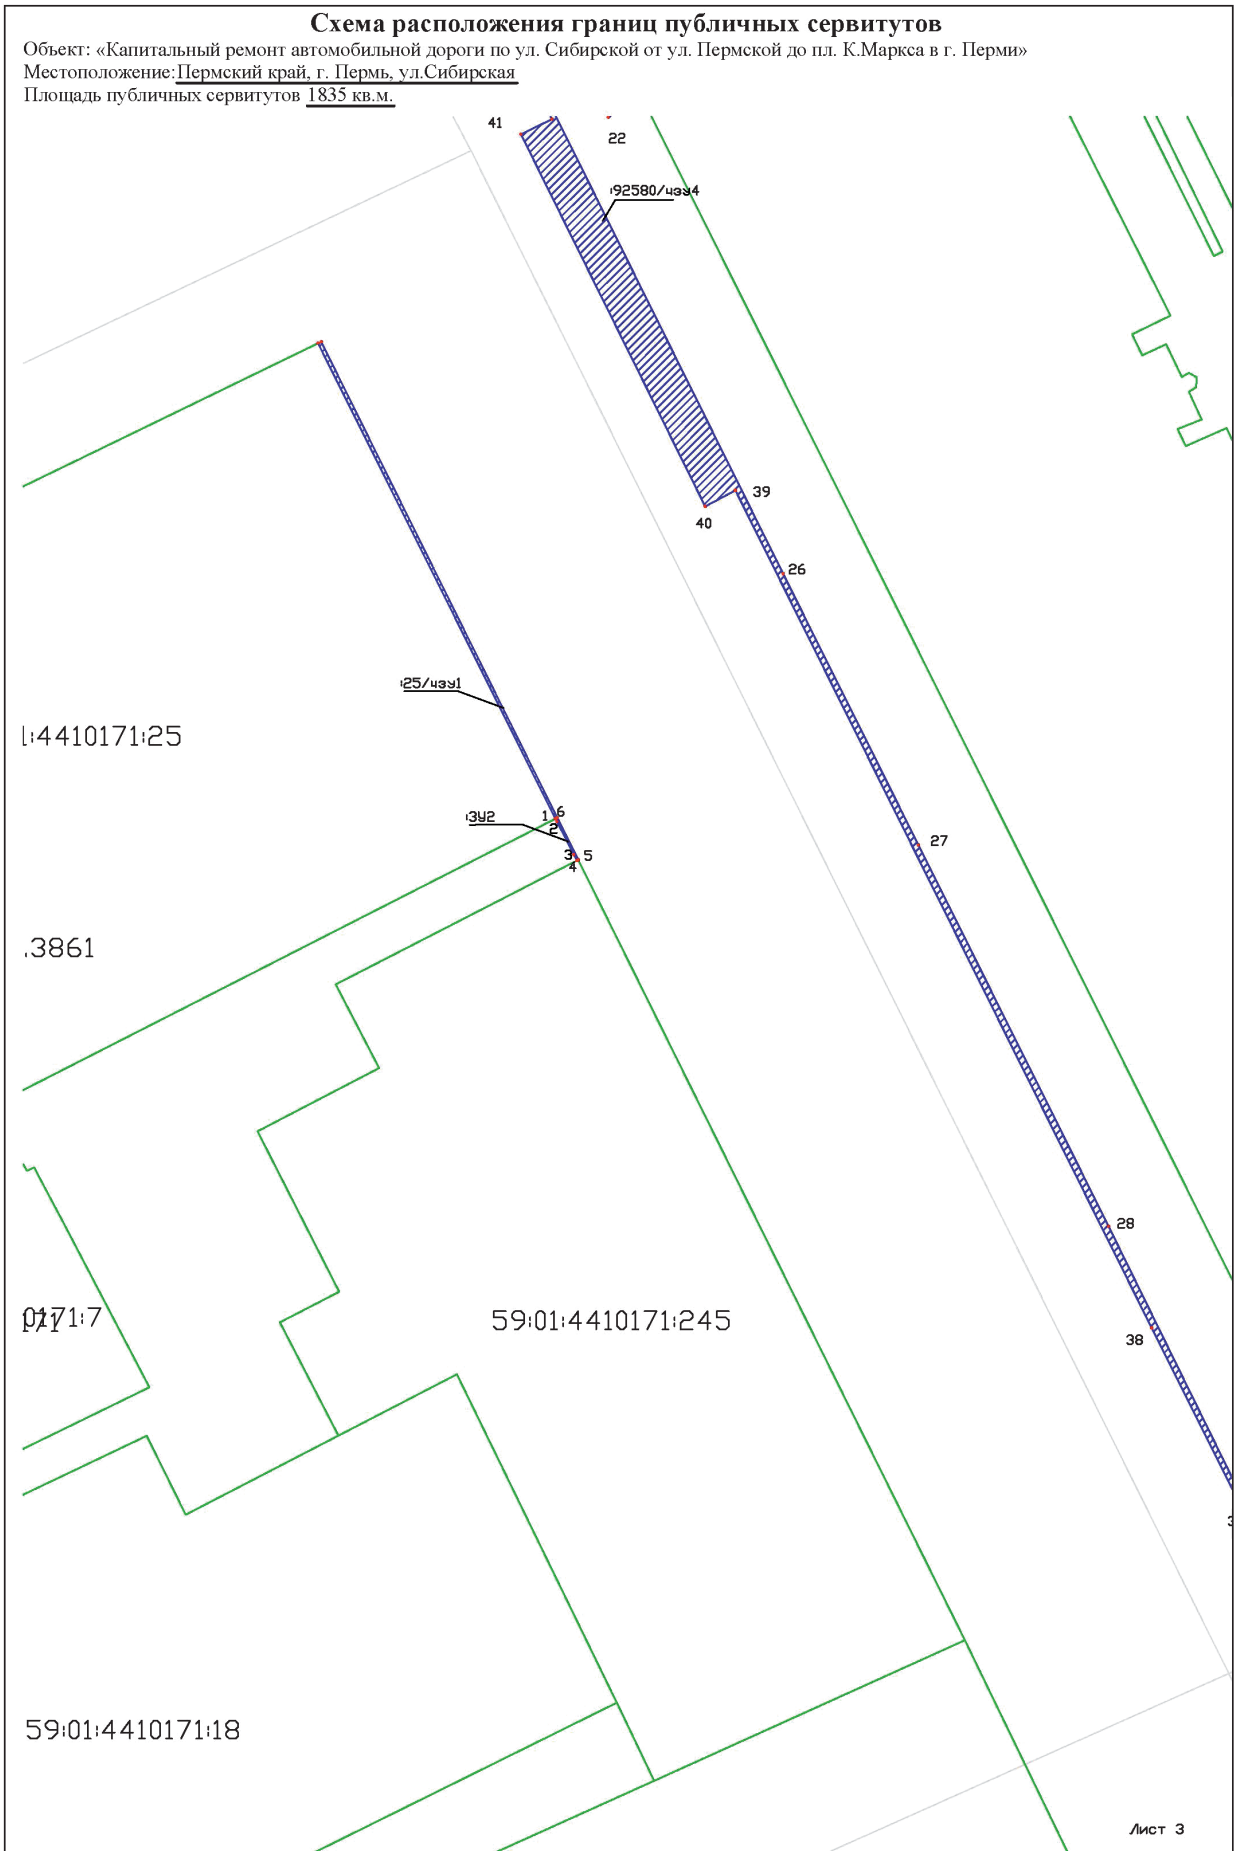 Схема расположения границ публичных сервитутов
Объект: «Капитальный ремонт автомобильной дороги по ул. Сибирской от ул. Пермской до пл. К.Маркса в г. Перми»
Местоположение:Пермский край, г. Пермь, ул.Сибирская
Площадь публичных сервитутов 1835 кв.м.
41
22
:92580/чзу4
39
40
26
:25/чзу1
:4410171:25
1
6
:ЗУ2
2
3
5
4
27
:3861
28
0171:7
59:01:4410171:245
38
59:01:4410171:18
Лист 3